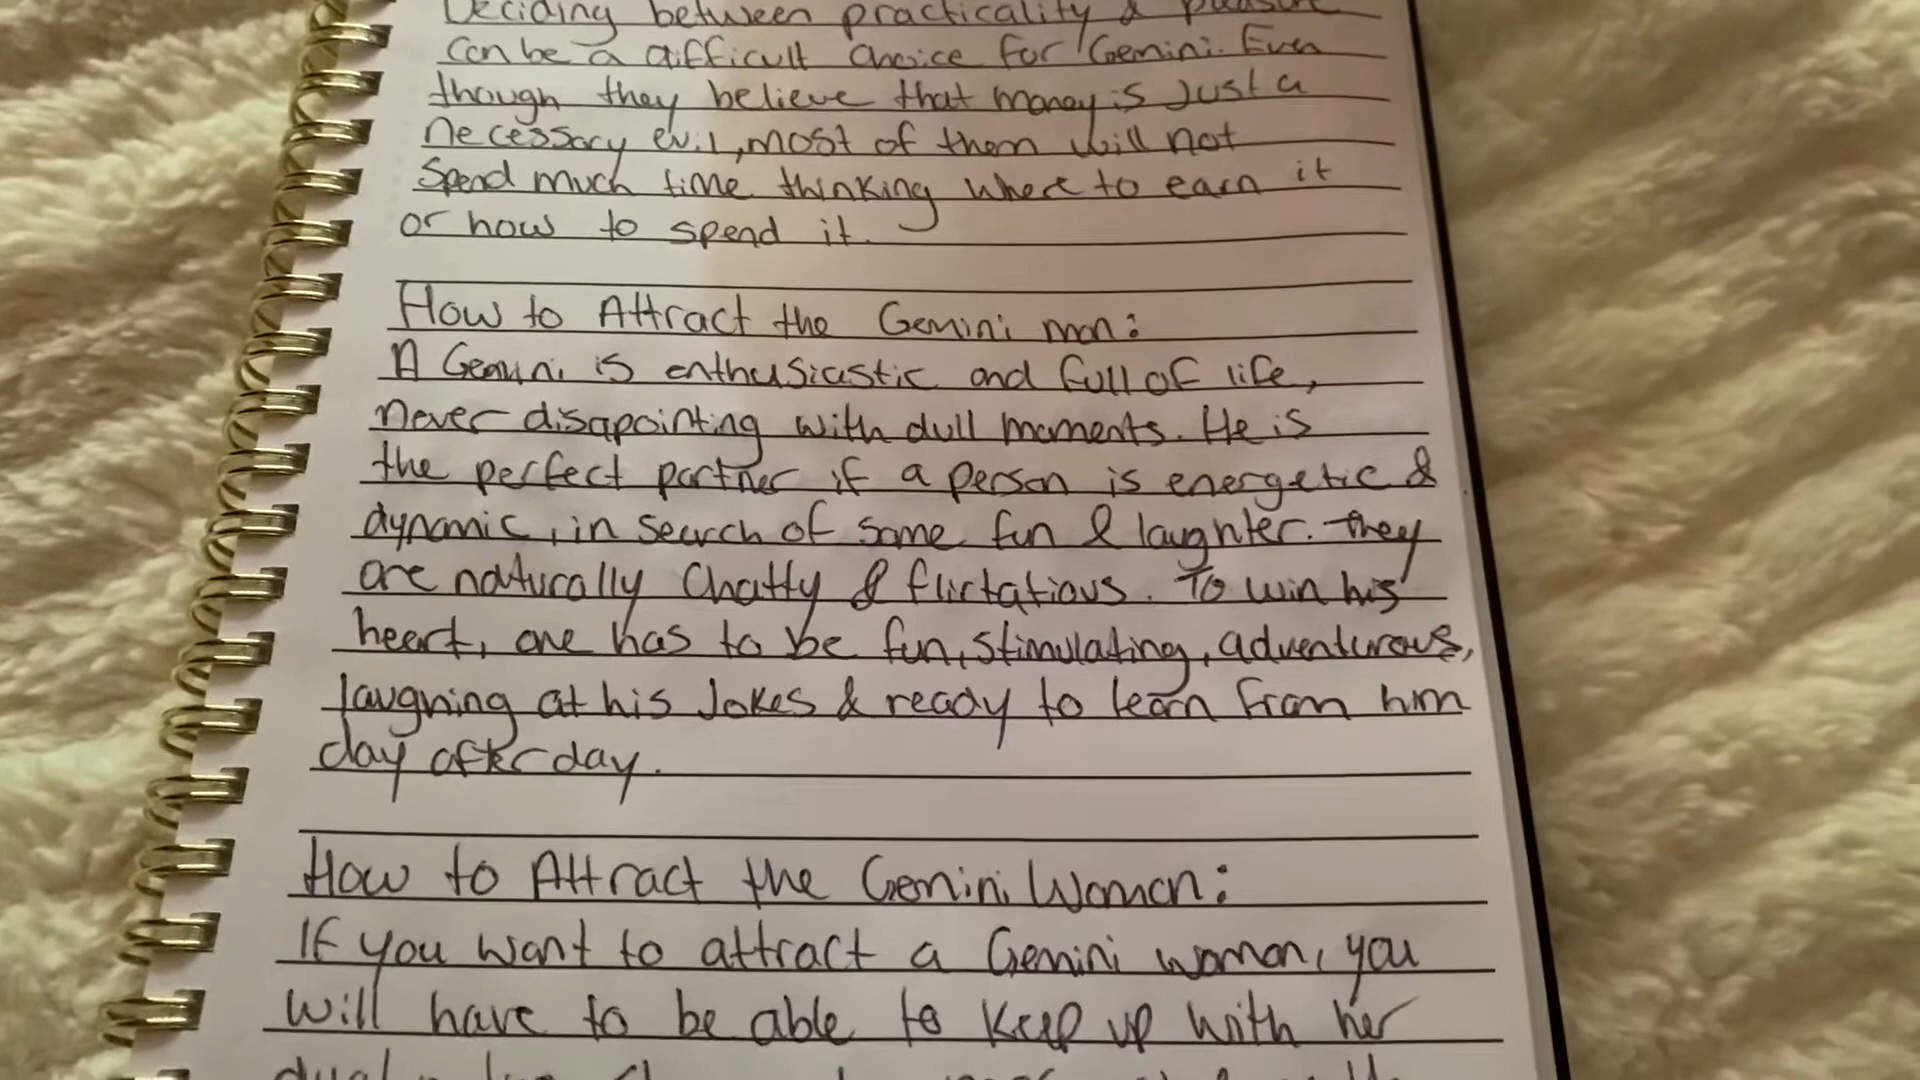 Deciding between practicality & pleasure
can be a difficult choice for Gemini. Even
though they believe that money is Just a
necessary evil, most of them will not
spend much time thinking where to earn it
or how to spend it.
How to Attract the Gemini man:
A Gemini is enthusiastic and full of life,
never disapointing with dull moments. He is
the perfect partner if a person is energetic &
dynamic, in search of some fun & laughter. They
are naturally Chatty & flirtatious. To win his
heart, one has to be fun, stimulating, adventurous,
laughing at his Jokes & ready to learn from him
day after day.
How to Attract the Gemini Woman:
If you want to attract a Gemini woman, you
will have to be able to keep up with her